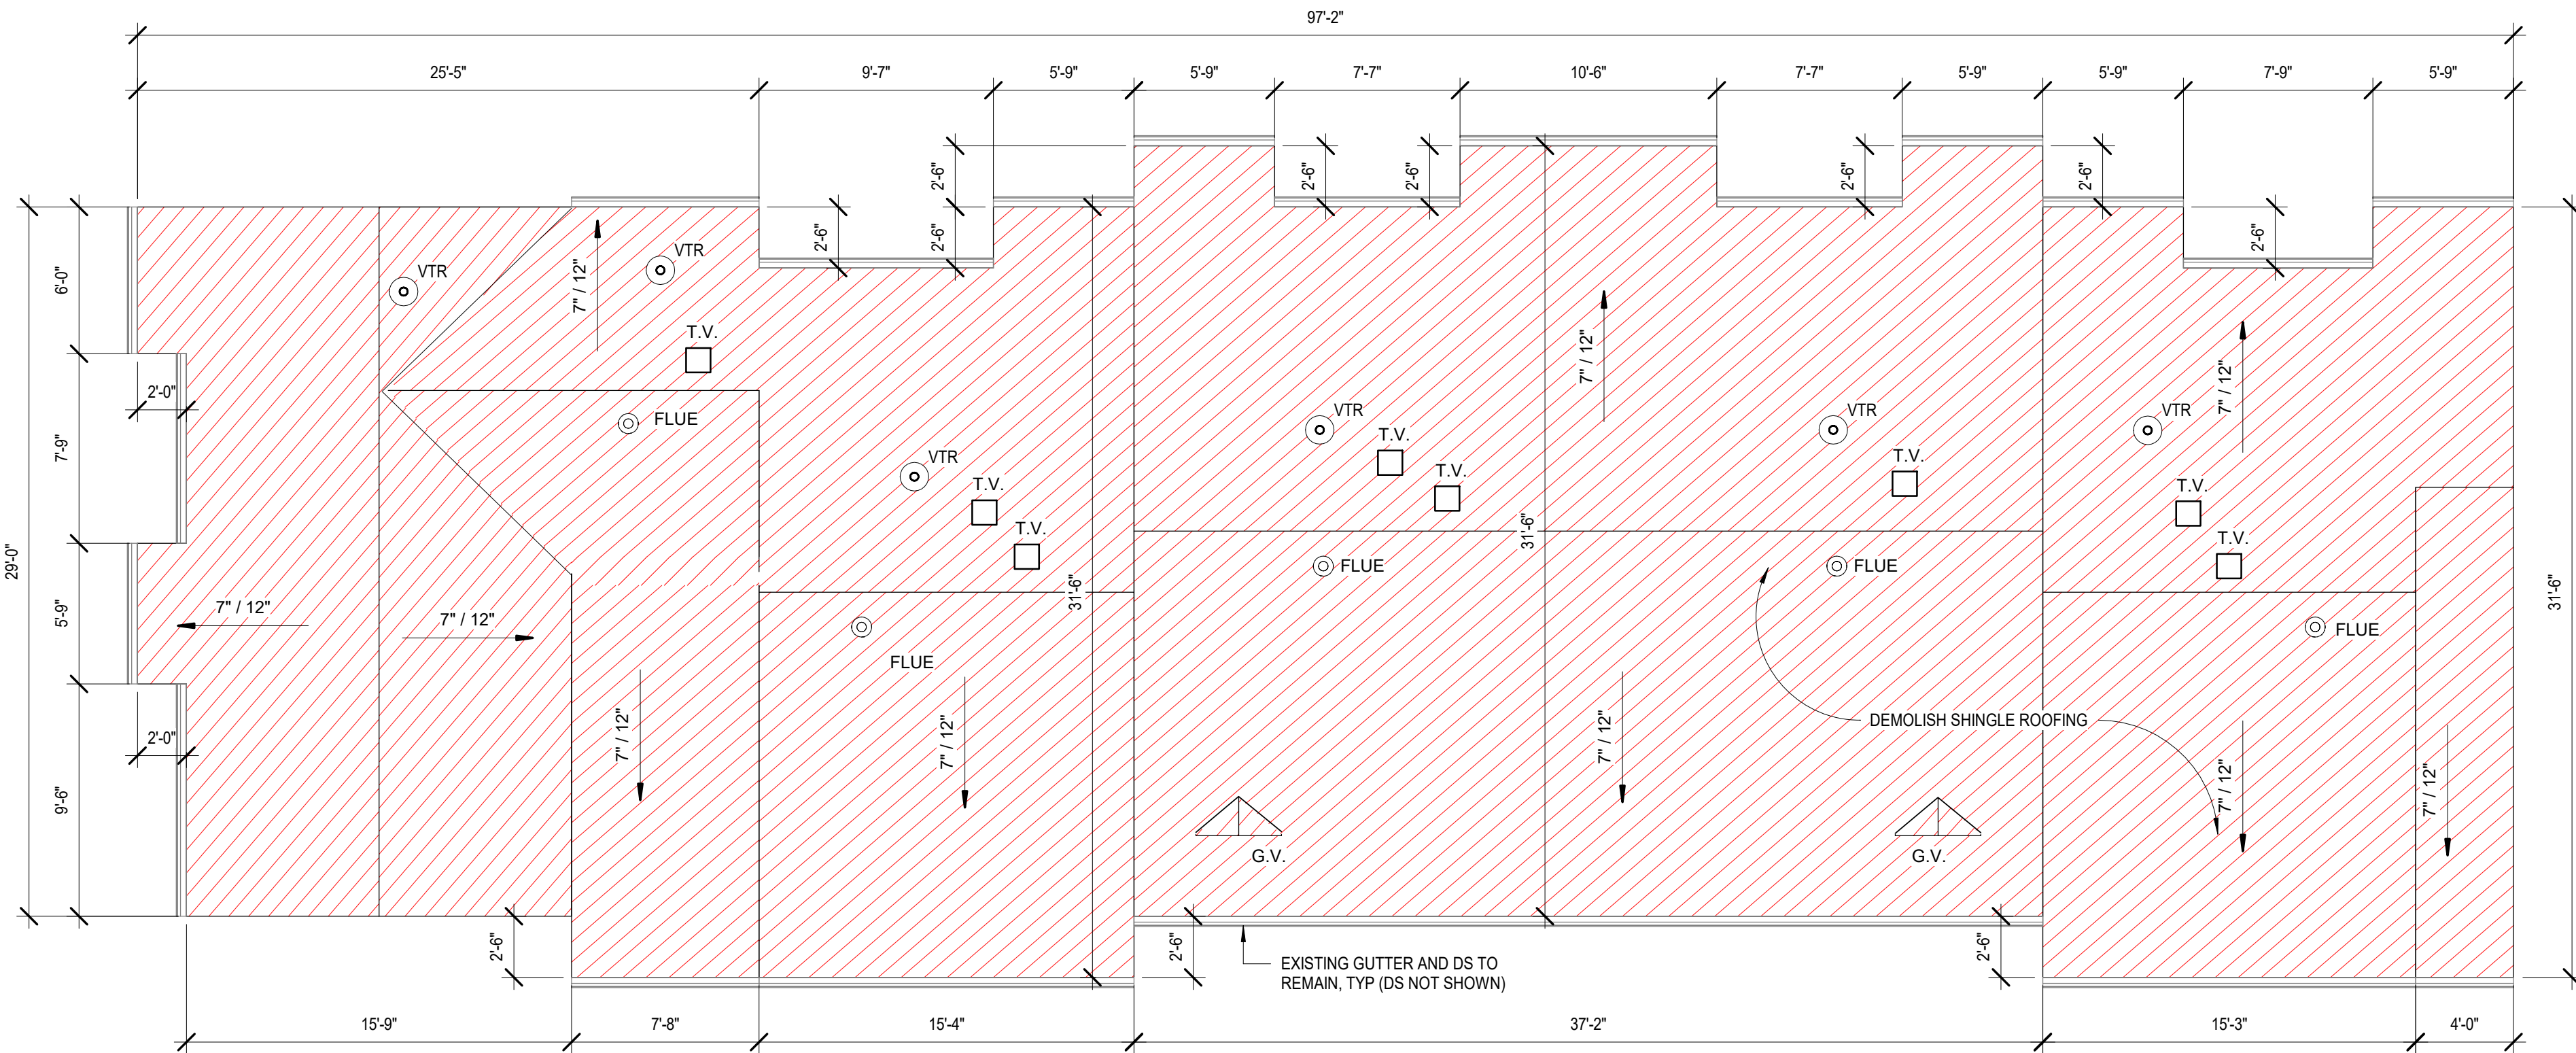 97'-2"
25'-5"
9'-7"
5'-9"
5'-9"
7'-7"
10'-6"
7'-7"
5'-9"
5'-9"
7'-9"
5'-9"
2'-6"
2'-6"
2'-6"
2'-6"
2'-6"
2'-6"
2'-6"
2'-6"
6'-0"
7" / 12"
VTR
VTR
T.V.
2'-0"
FLUE
7'-9"
VTR
T.V.
T.V.
7" / 12"
VTR
T.V.
T.V.
VTR
T.V.
7" / 12"
VTR
T.V.
T.V.
29'-0"
31'-6"
31'-6"
31'-6"
FLUE
FLUE
5'-9"
7" / 12"
7" / 12"
FLUE
FLUE
2'-0"
9'-6"
7" / 12"
7" / 12"
7" / 12"
DEMOLISH SHINGLE ROOFING
7" / 12"
7" / 12"
G.V.
G.V.
2'-6"
2'-6"
2'-6"
EXISTING GUTTER AND DS TO
REMAIN, TYP (DS NOT SHOWN)
15'-9"
7'-8"
15'-4"
37'-2"
15'-3"
4'-0"